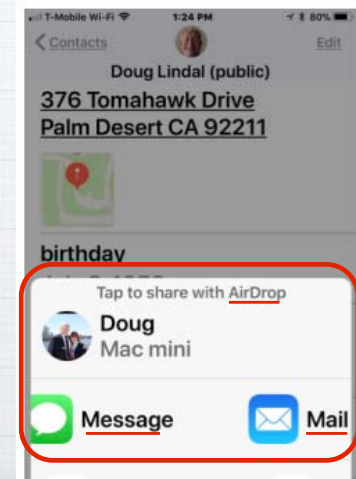 T-Mobile Wi-Fi 1:24 PM 80%
Contacts Edit
Doug Lindal (public)
376 Tomahawk Drive
Palm Desert CA 92211
birthday
Tap to share with AirDrop
Doug
Mac mini
Message Mail